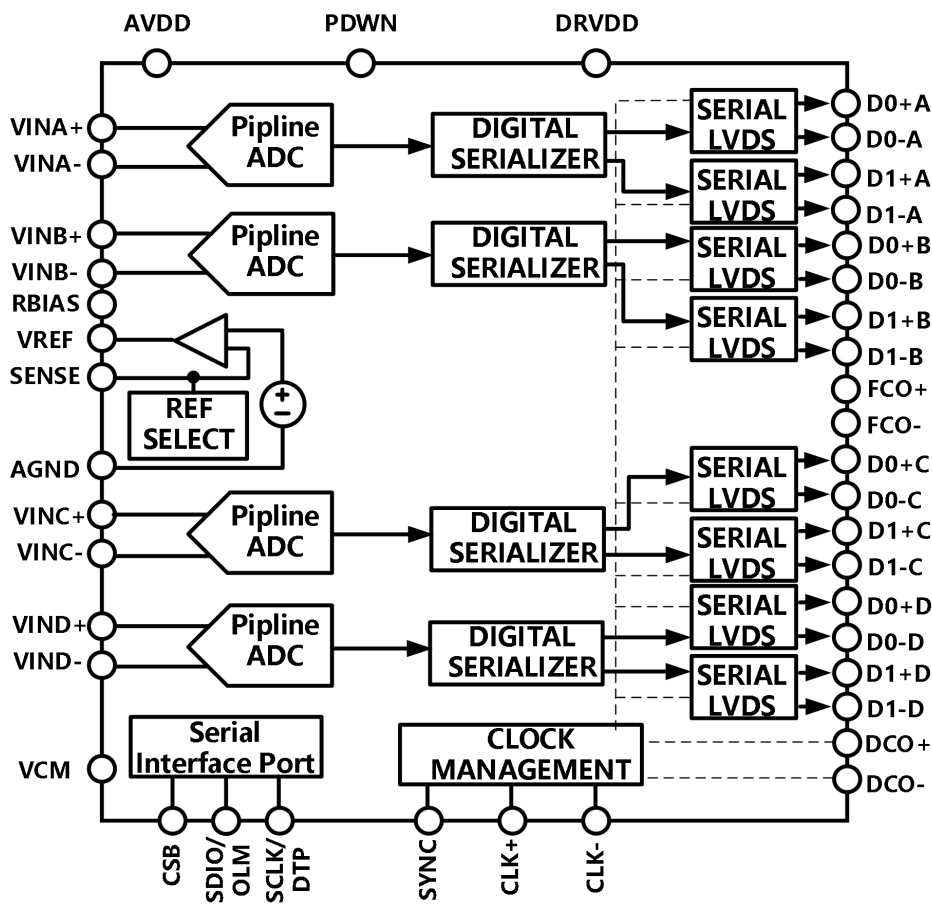 AVDD
PDWN
DRVDD
VINA+
VINA-
VINB+
VINB-
RBIAS
VREF
SENSE
AGND
VINC+
VINC-
VIND+
VIND-
VCM
Pipline
ADC
Pipline
ADC
REF
SELECT
+
−
Pipline
ADC
Pipline
ADC
Serial
Interface Port
DIGITAL
SERIALIZER
DIGITAL
SERIALIZER
DIGITAL
SERIALIZER
DIGITAL
SERIALIZER
CLOCK
MANAGEMENT
SERIAL
LVDS
SERIAL
LVDS
SERIAL
LVDS
SERIAL
LVDS
SERIAL
LVDS
SERIAL
LVDS
SERIAL
LVDS
SERIAL
LVDS
D0+A
D0-A
D1+A
D1-A
D0+B
D0-B
D1+B
D1-B
FCO+
FCO-
D0+C
D0-C
D1+C
D1-C
D0+D
D0-D
D1+D
D1-D
DCO+
DCO-
CSB
SDIO/
OLM
SCLK/
DTP
SYNC
CLK+
CLK-